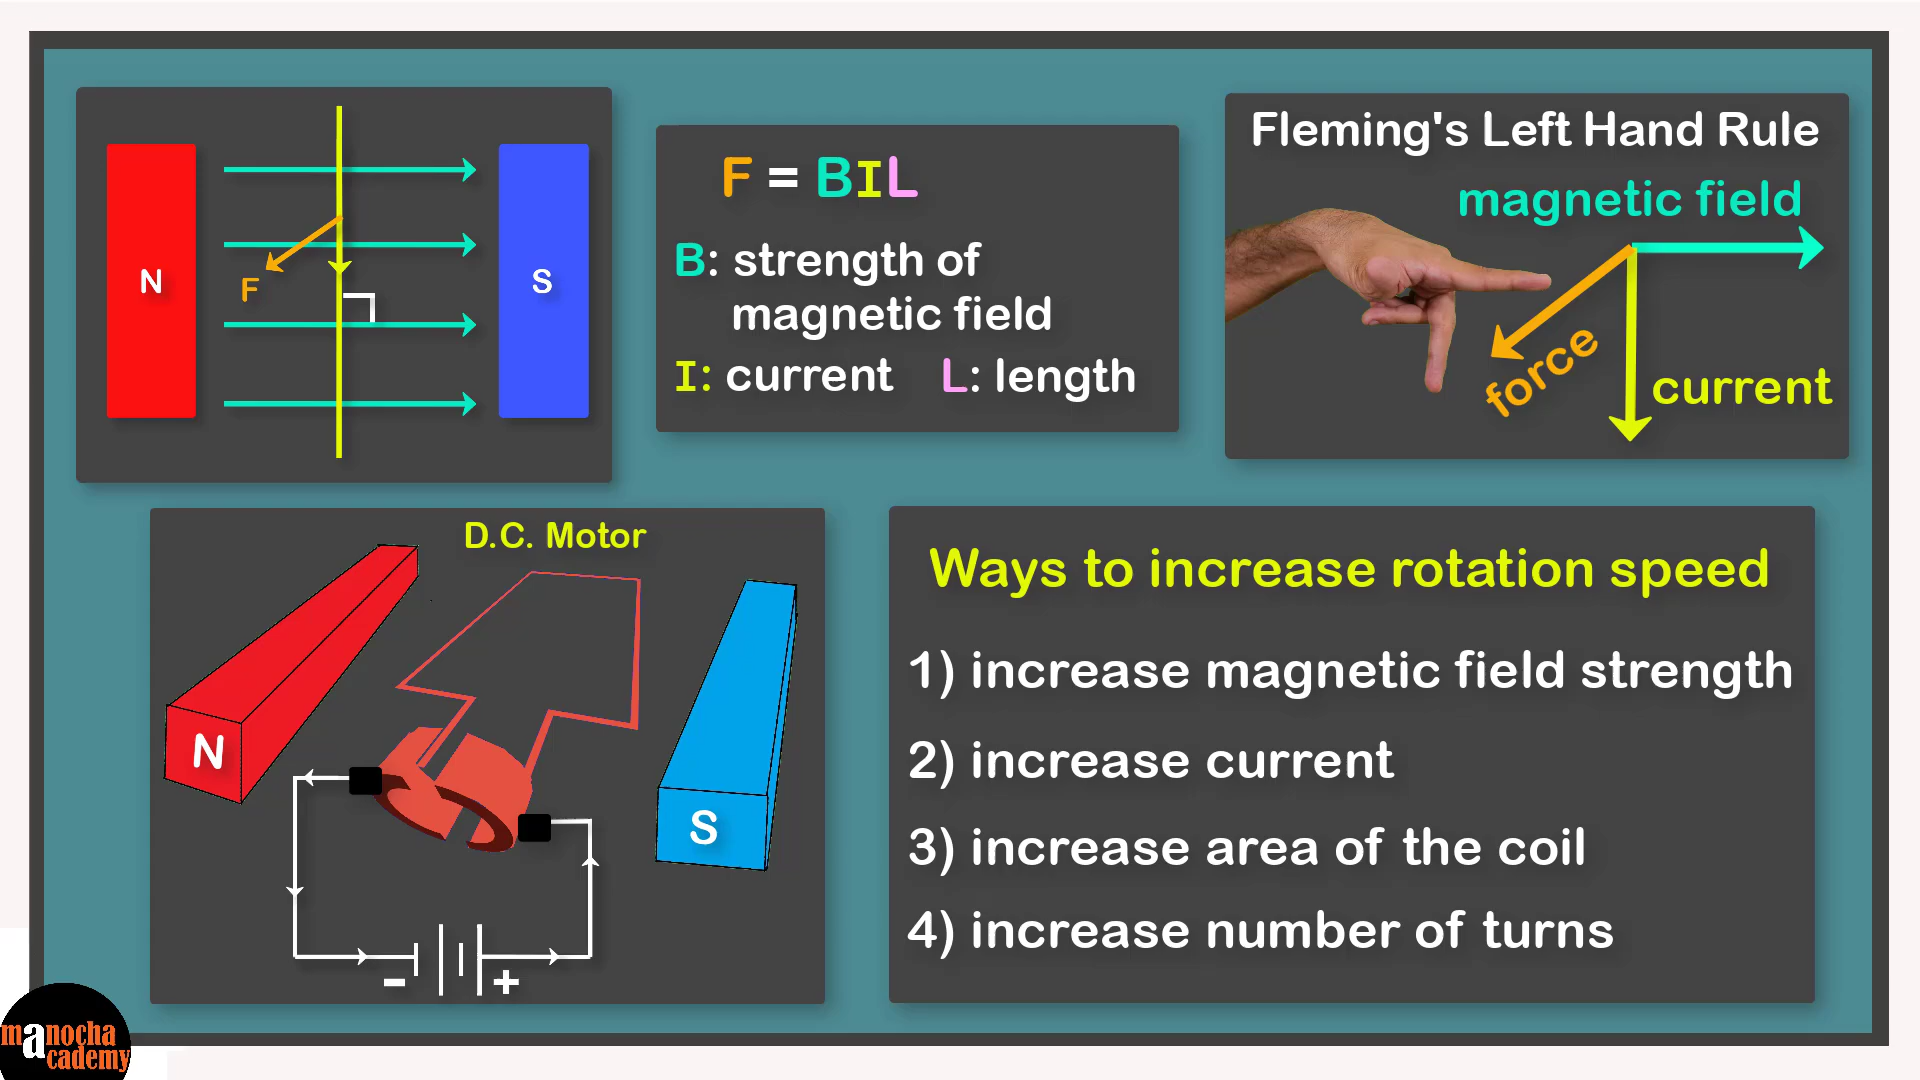 N
F
S
F = BIL
B: strength of
magnetic field
I: current L: length
Fleming's Left Hand Rule
magnetic field
force
current
D.C. Motor
N
S
- +
Ways to increase rotation speed
1) increase magnetic field strength
2) increase current
3) increase area of the coil
4) increase number of turns
manocha
academy